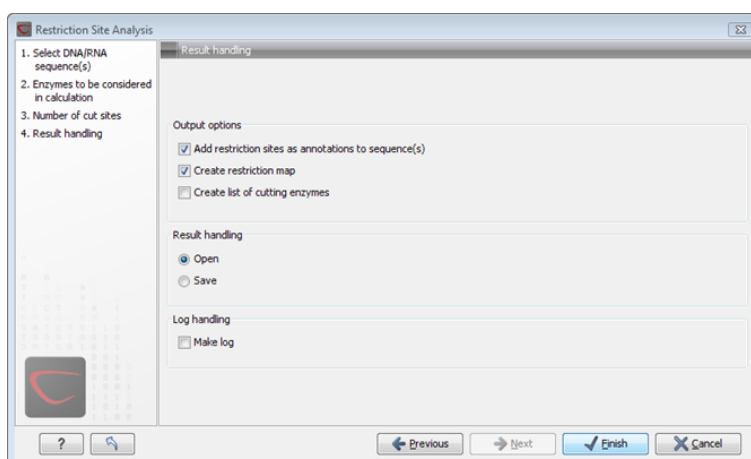 Restriction Site Analysis
1. Select DNA/RNA
sequence(s)
2. Enzymes to be considered
in calculation
3. Number of cut sites
4. Result handling
Result handling
Output options
Add restriction sites as annotations to sequence(s)
Create restriction map
Create list of cutting enzymes
Result handling
Open
Save
Log handling
Make log
? Previous Next Finish Cancel